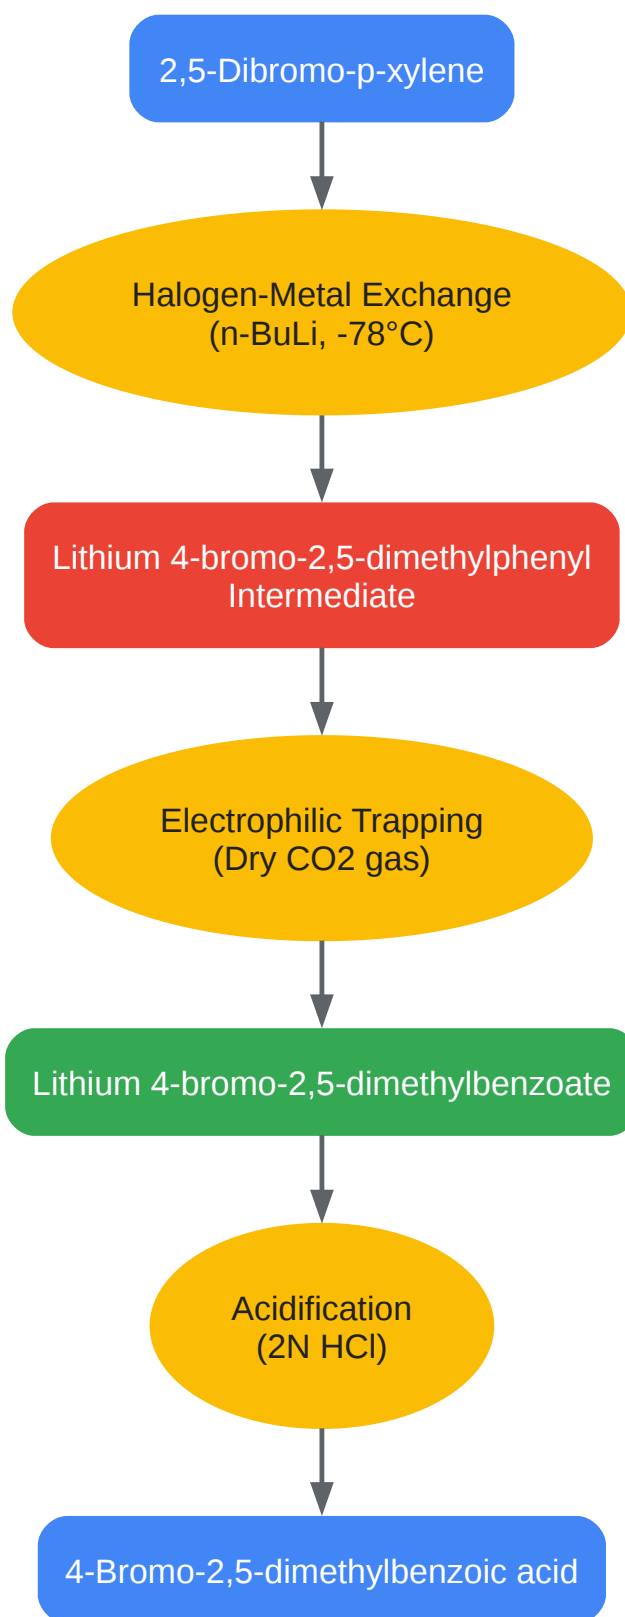 2,5-Dibromo-p-xylene
Halogen-Metal Exchange
(n-BuLi, -78°C)
Lithium 4-bromo-2,5-dimethylphenyl
Intermediate
Electrophilic Trapping
(Dry CO2 gas)
Lithium 4-bromo-2,5-dimethylbenzoate
Acidification
(2N HCl)
4-Bromo-2,5-dimethylbenzoic acid